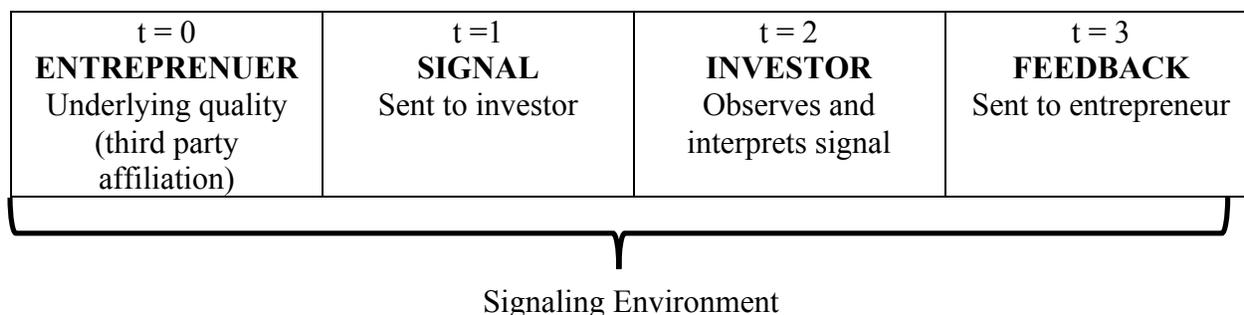 t = 0
ENTREPRENUER
Underlying quality
(third party
affiliation)
t =1
SIGNAL
Sent to investor
t = 2
INVESTOR
Observes and
interprets signal
t = 3
FEEDBACK
Sent to entrepreneur
Signaling Environment